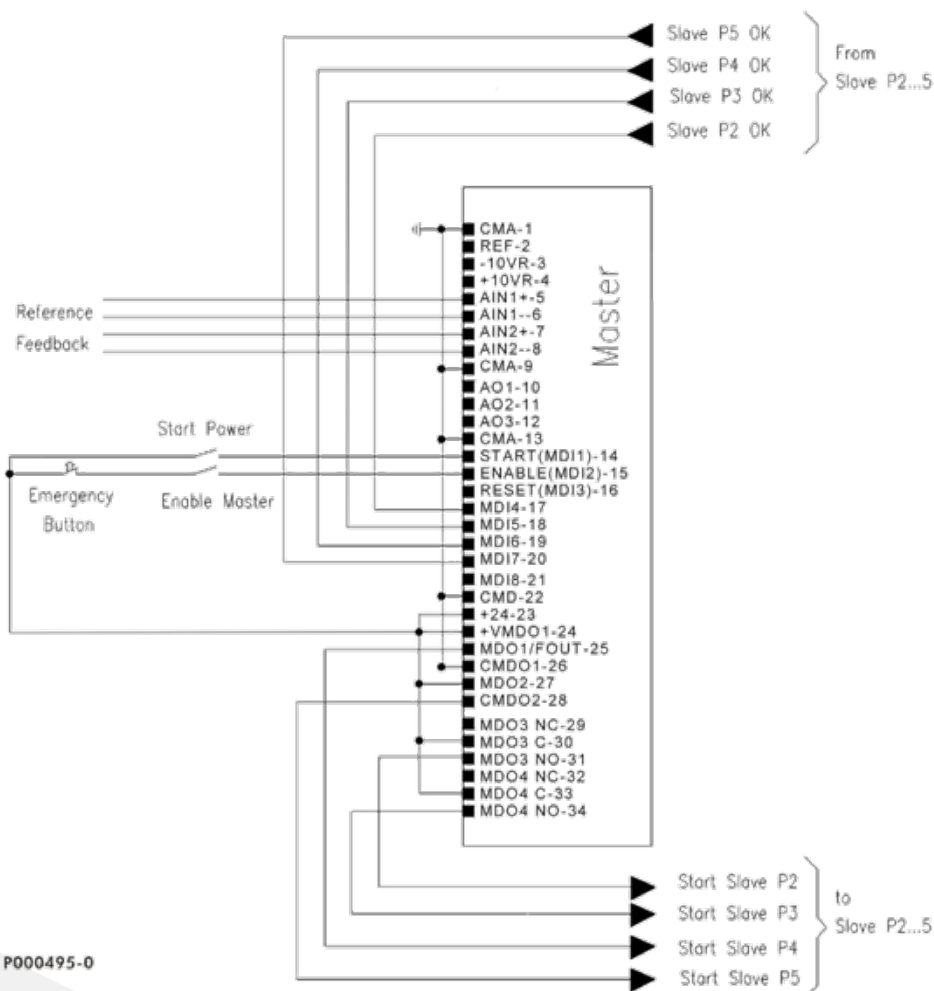 Slave P5 OK
Slave P4 OK
Slave P3 OK
Slave P2 OK
From
Slave P2...5
Master
CMA-1
REF-2
-10VR-3
+10VR-4
AIN1+-5
AIN1--6
AIN2+-7
AIN2--8
CMA-9
AO1-10
AO2-11
AO3-12
CMA-13
START(MDI1)-14
ENABLE(MDI2)-15
RESET(MDI3)-16
MDI4-17
MDI5-18
MDI6-19
MDI7-20
MDI8-21
CMD-22
+24-23
+VMDO1-24
MDO1/FOUT-25
CMDO1-26
MDO2-27
CMDO2-28
MDO3 NC-29
MDO3 C-30
MDO3 NO-31
MDO4 NC-32
MDO4 C-33
MDO4 NO-34
Reference
Feedback
Start Power
Emergency
Button
Enable Master
Start Slave P2
Start Slave P3
Start Slave P4
Start Slave P5
to
Slave P2...5
P000495-0